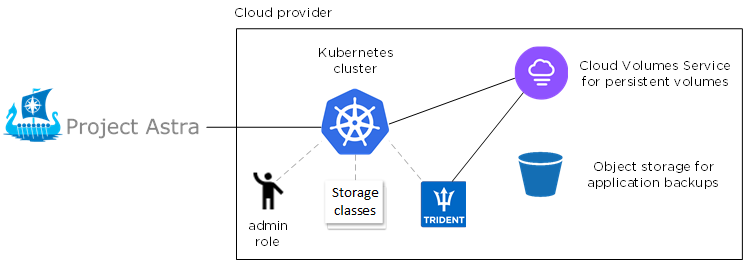 Cloud provider
Kubernetes
cluster
Cloud Volumes Service
for persistent volumes
Project Astra
Object storage for
application backups
admin
role
Storage
classes
TRIDENT